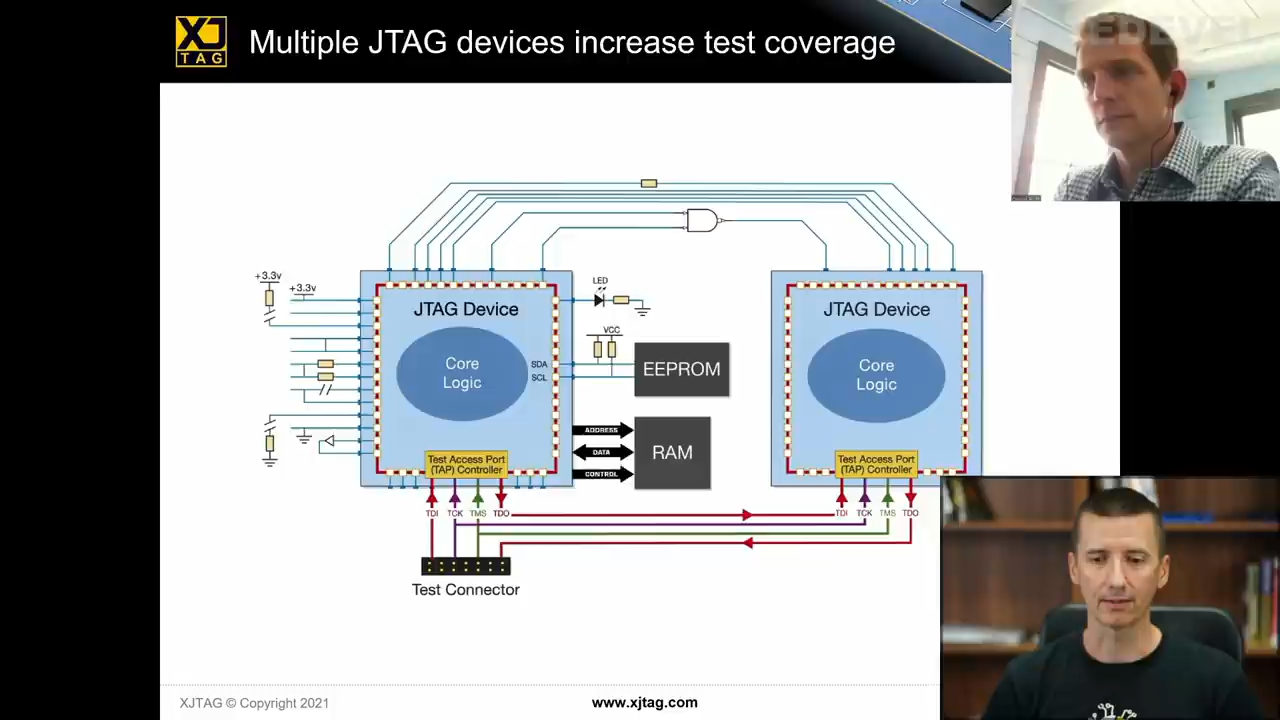 XJ
TAG
Multiple JTAG devices increase test coverage
FEDEVEL
+3.3v
+3.3v
LED
JTAG Device
JTAG Device
VCC
Core
Logic
SDA
SCL
EEPROM
Core
Logic
ADDRESS
DATA
CONTROL
RAM
Test Access Port
(TAP) Controller
Test Access Port
(TAP) Controller
TDI TCK TMS TDO
TDI TCK TMS TDO
Test Connector
XJTAG © Copyright 2021
www.xjtag.com